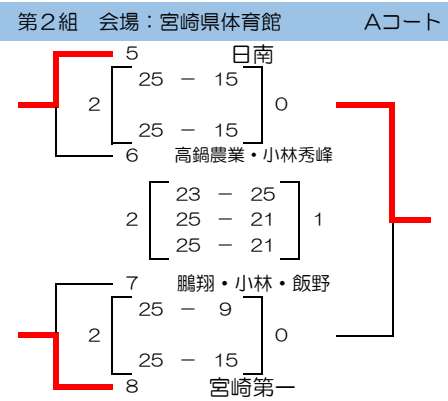 第2組 会場:宮崎県体育館 Aコート
5 日南
25 － 15
2 0
25 － 15
6 高鍋農業・小林秀峰
23 － 25
2 25 － 21 1
25 － 21
7 鵬翔・小林・飯野
25 － 9
2 0
25 － 15
8 宮崎第一